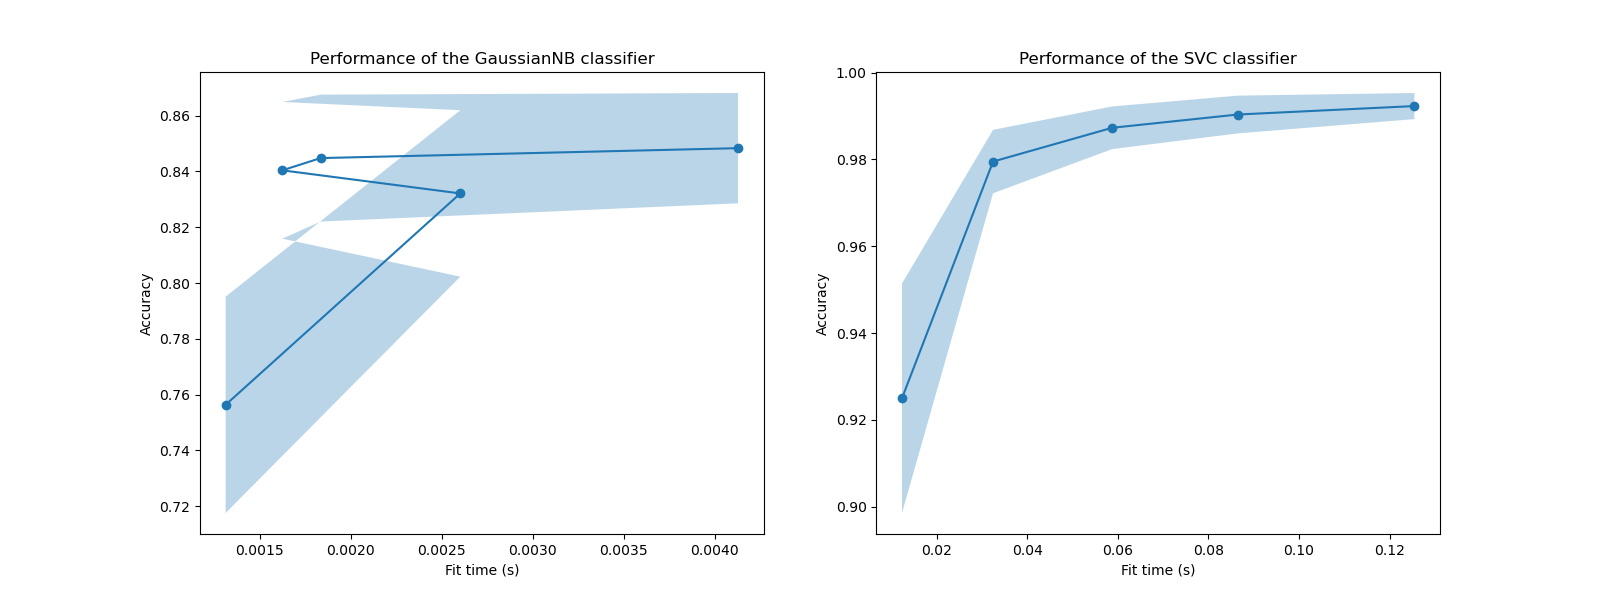 Performance of the GaussianNB classifier
0.86
0.84
0.82
0.80
0.78
0.76
0.74
0.72
Accuracy
0.0015 0.0020 0.0025 0.0030 0.0035 0.0040
Fit time (s)
Performance of the SVC classifier
1.00
0.98
0.96
0.94
0.92
0.90
Accuracy
0.02 0.04 0.06 0.08 0.10 0.12
Fit time (s)